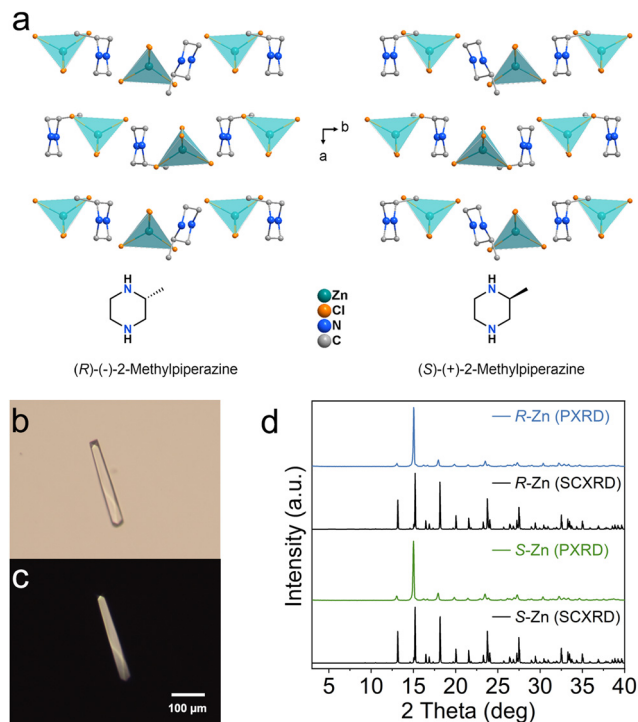 a
b
a
H
N
N
H
Zn
Cl
N
C
H
N
N
H
(R)-(-)-2-Methylpiperazine
(S)-(+)-2-Methylpiperazine
b
c
100 μm
d
R-Zn (PXRD)
R-Zn (SCXRD)
S-Zn (PXRD)
S-Zn (SCXRD)
Intensity (a.u.)
5 10 15 20 25 30 35 40
2 Theta (deg)